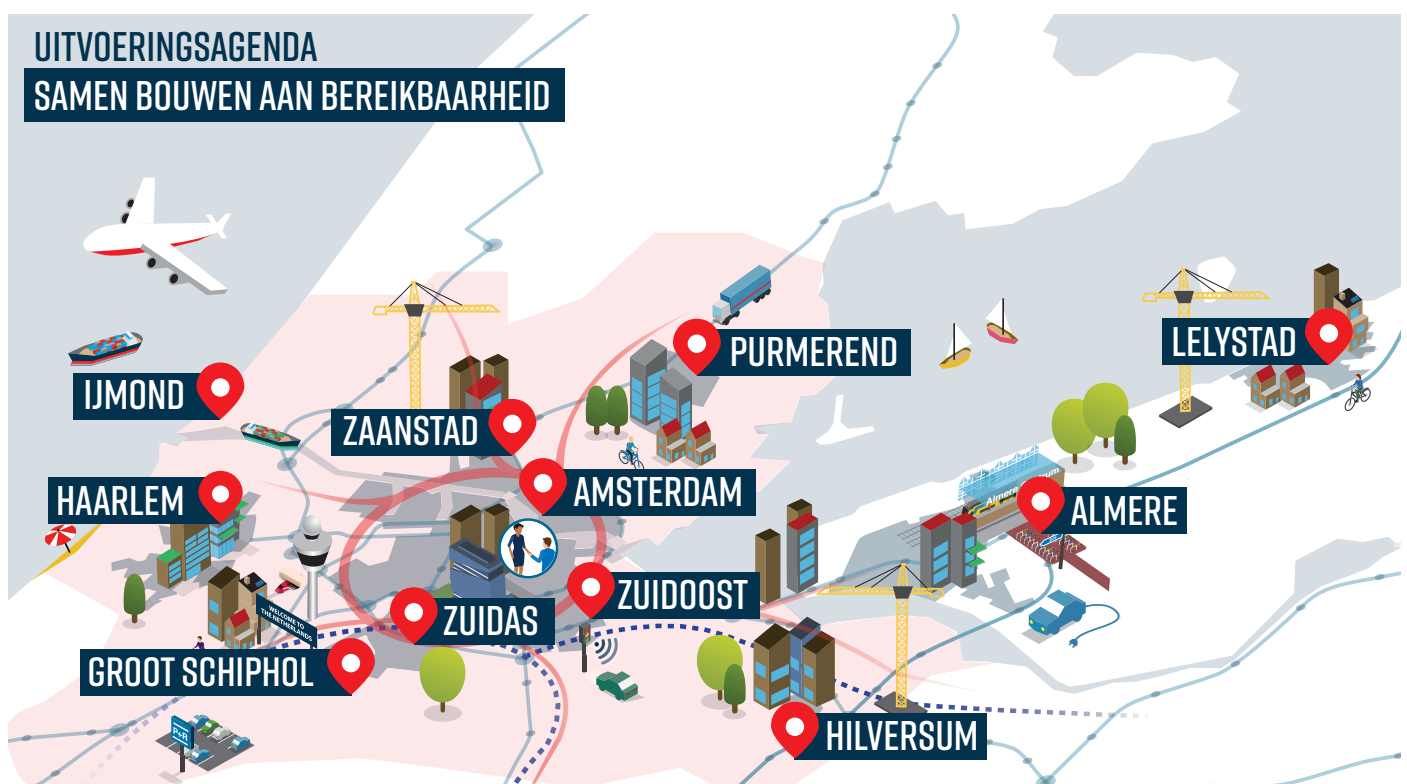 UITVOERINGSAGENDA
SAMEN BOUWEN AAN BEREIKBAARHEID
PURMEREND
LELYSTAD
IJMOND
ZAANSTAD
HAARLEM
AMSTERDAM
Almere
ALMERE
ZUIDOOST
ZUIDAS
WELCOME TO
THE NETHERLANDS
GROOT SCHIPHOL
P+R
HILVERSUM